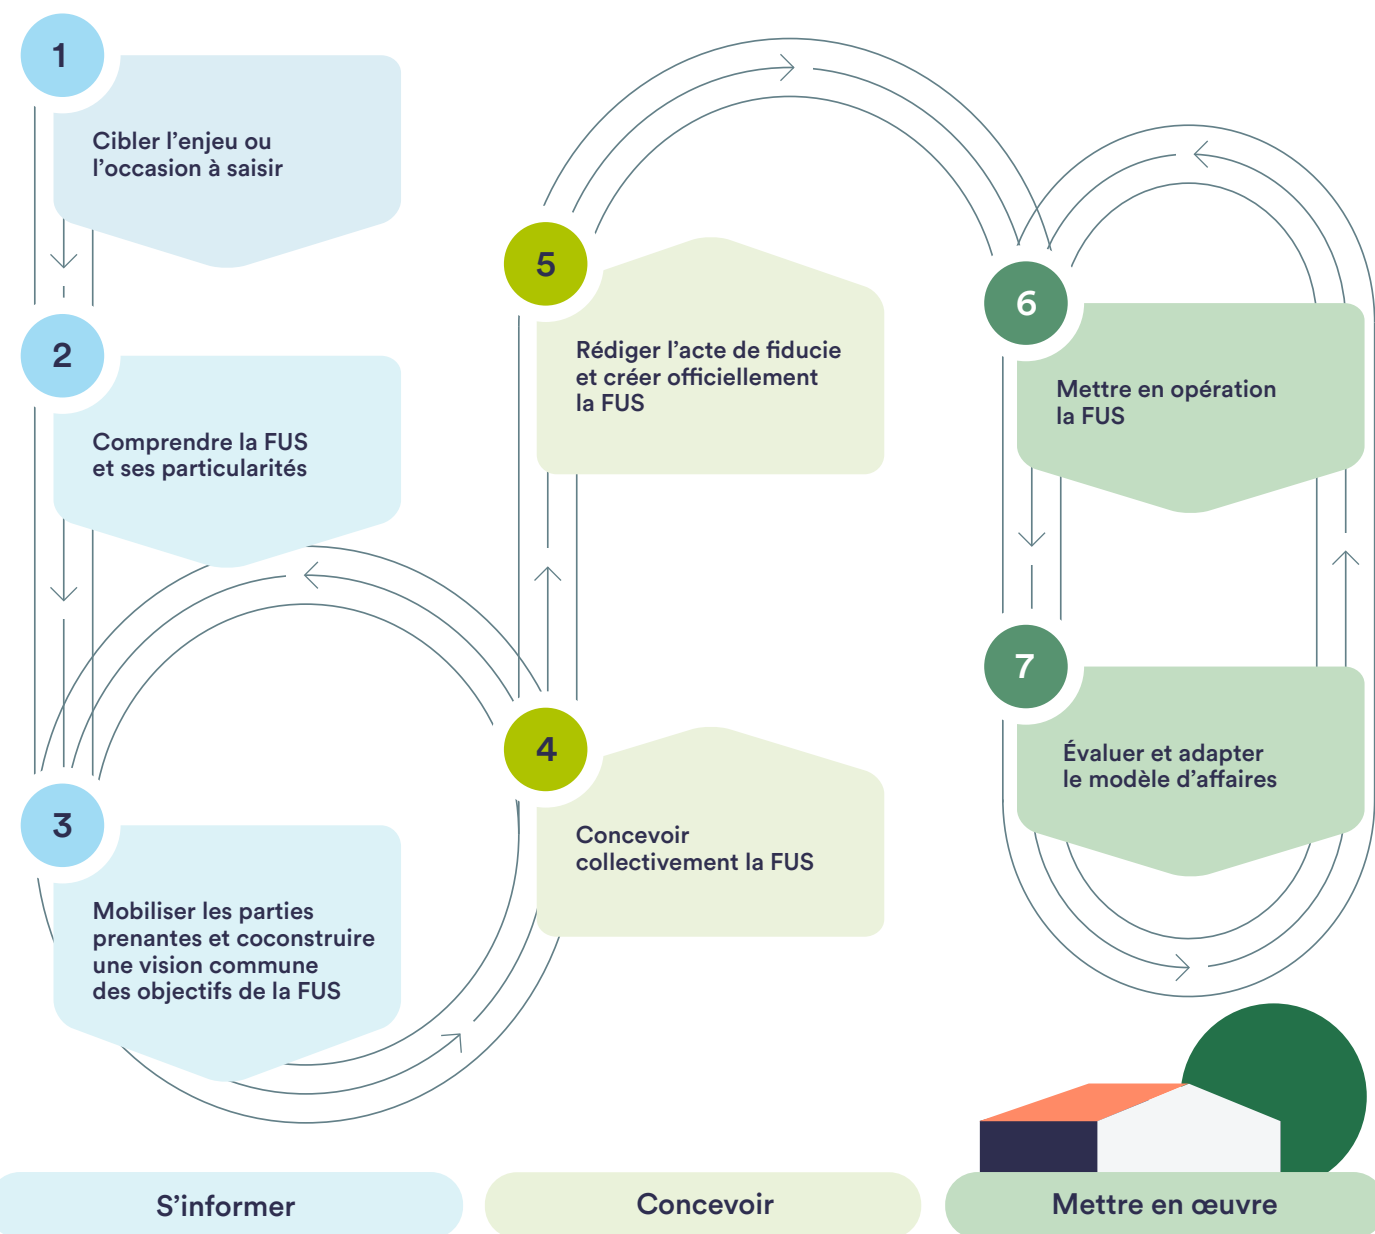 1
Cibler l’enjeu ou
l’occasion à saisir
2
Comprendre la FUS
et ses particularités
3
Mobiliser les parties
prenantes et coconstruire
une vision commune
des objectifs de la FUS
4
Concevoir
collectivement la FUS
5
Rédiger l’acte de fiducie
et créer officiellement
la FUS
6
Mettre en opération
la FUS
7
Évaluer et adapter
le modèle d’affaires
S’informer
Concevoir
Mettre en œuvre